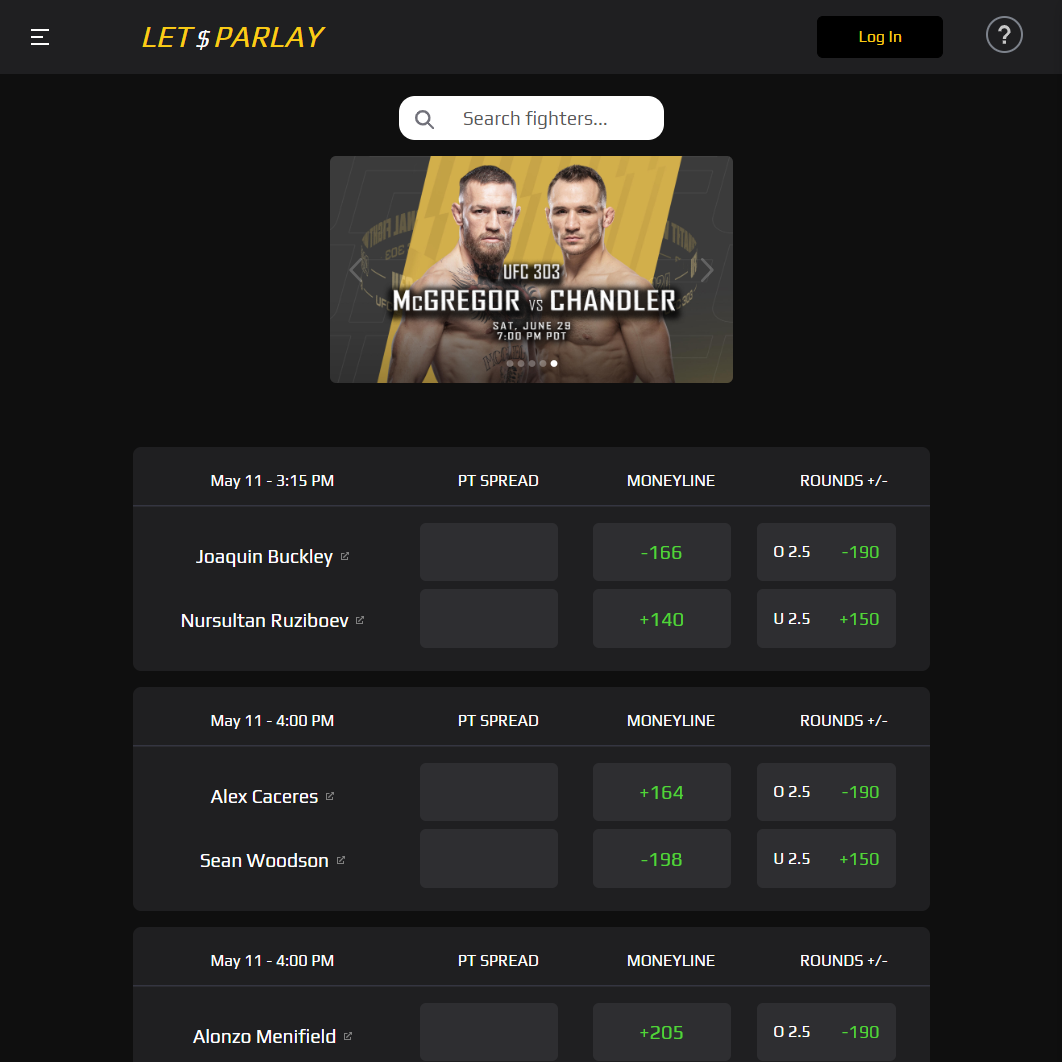 LET$PARLAY
Log In
?
Search fighters...
UFC 303
McGREGOR VS CHANDLER
SAT, JUNE 29
7:00 PM PDT
May 11 - 3:15 PM PT SPREAD MONEYLINE ROUNDS +/-
Joaquin Buckley -166 O 2.5 -190
Nursultan Ruziboev +140 U 2.5 +150
May 11 - 4:00 PM PT SPREAD MONEYLINE ROUNDS +/-
Alex Caceres +164 O 2.5 -190
Sean Woodson -198 U 2.5 +150
May 11 - 4:00 PM PT SPREAD MONEYLINE ROUNDS +/-
Alonzo Menifield +205 O 2.5 -190